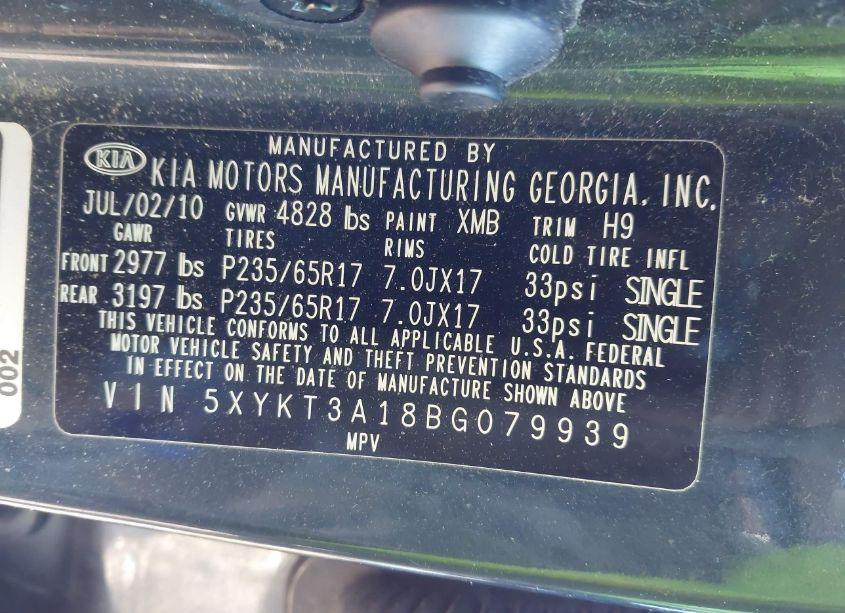 MANUFACTURED BY
KIA KIA MOTORS MANUFACTURING GEORGIA, INC.
JUL/02/10 GVWR 4828 lbs PAINT XMB TRIM H9
GAWR TIRES RIMS COLD TIRE INFL
FRONT 2977 lbs P235/65R17 7.0JX17 33psi SINGLE
REAR 3197 lbs P235/65R17 7.0JX17 33psi SINGLE
THIS VEHICLE CONFORMS TO ALL APPLICABLE U.S.A. FEDERAL
MOTOR VEHICLE SAFETY AND THEFT PREVENTION STANDARDS
IN EFFECT ON THE DATE OF MANUFACTURE SHOWN ABOVE
VIN 5XYKT3A18BG079939
MPV
002